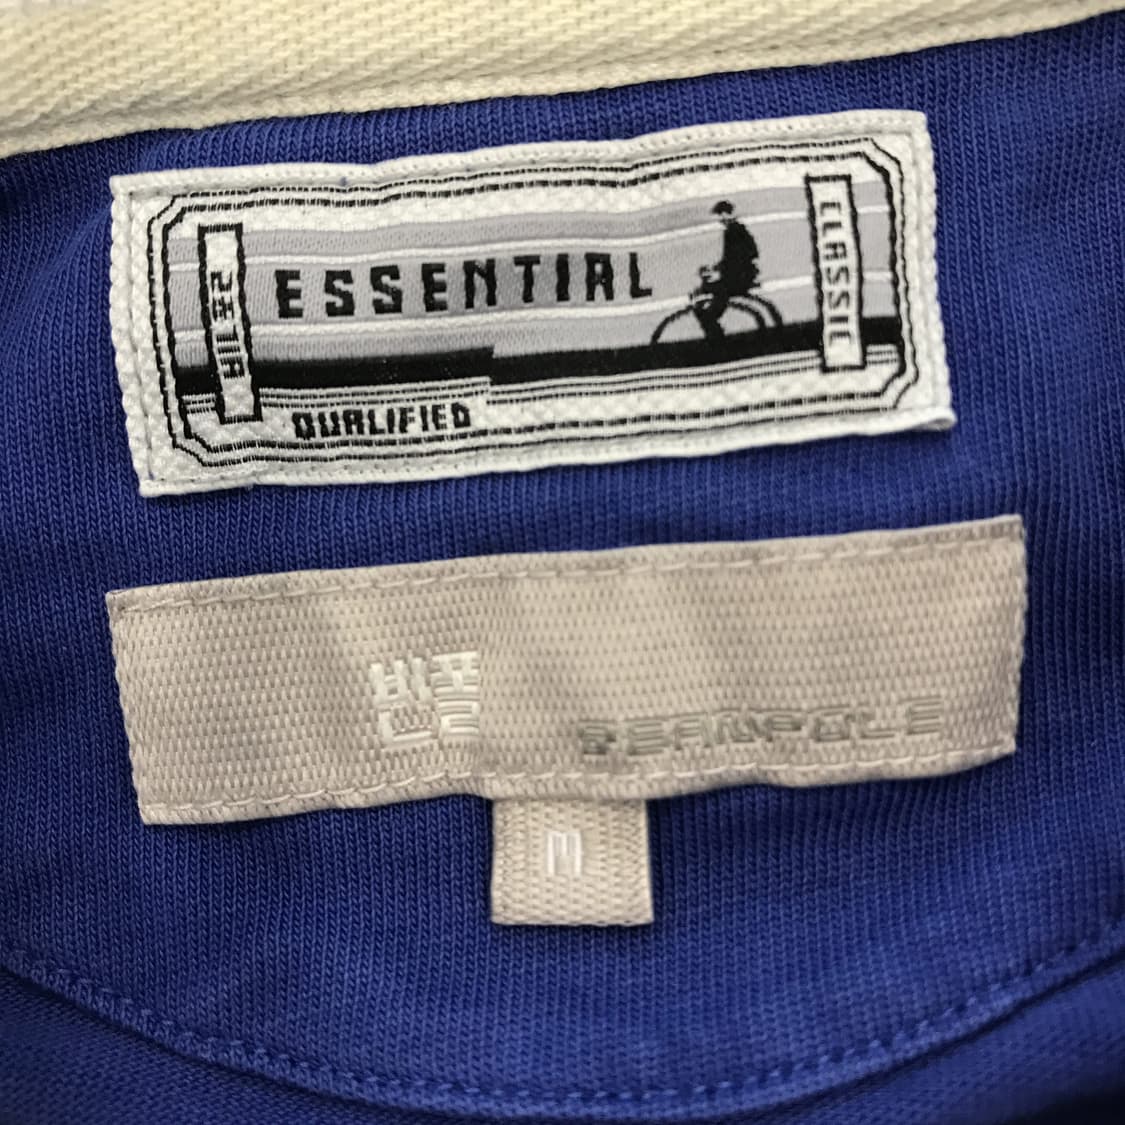 ESSENTIAL
CLASSIC
QUALIFIED
빈폴
BEANPOLE
M